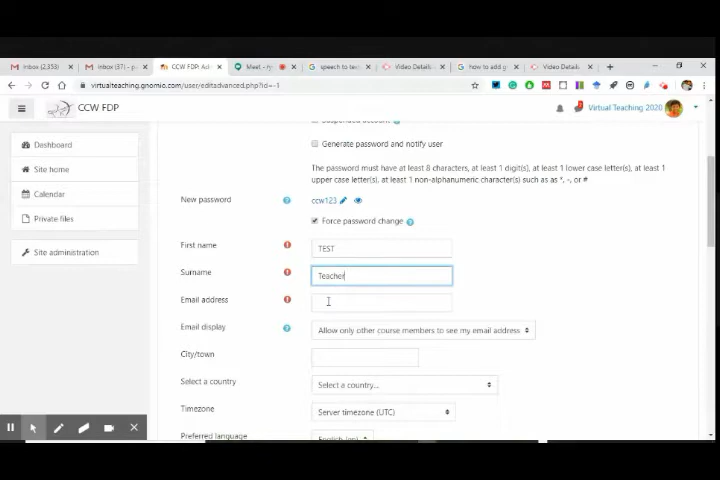 Inbox (2,353)
Inbox (37) - p
CCW FDP: Ad
Meet -
speech to tex
Video Details
how to add g
Video Details
virtualteaching.gnomio.com/user/editadvanced.php?id=-1
CCW FDP
Virtual Teaching 2020
Dashboard
Site home
Calendar
Private files
Site administration
Suspended account
Generate password and notify user
The password must have at least 8 characters, at least 1 digit(s), at least 1 lower case letter(s), at least 1
upper case letter(s), at least 1 non-alphanumeric character(s) such as as *, -, or #
New password
ccw123
Force password change
First name
TEST
Surname
Teacher
Email address
Email display
Allow only other course members to see my email address
City/town
Select a country
Select a country...
Timezone
Server timezone (UTC)
Preferred language